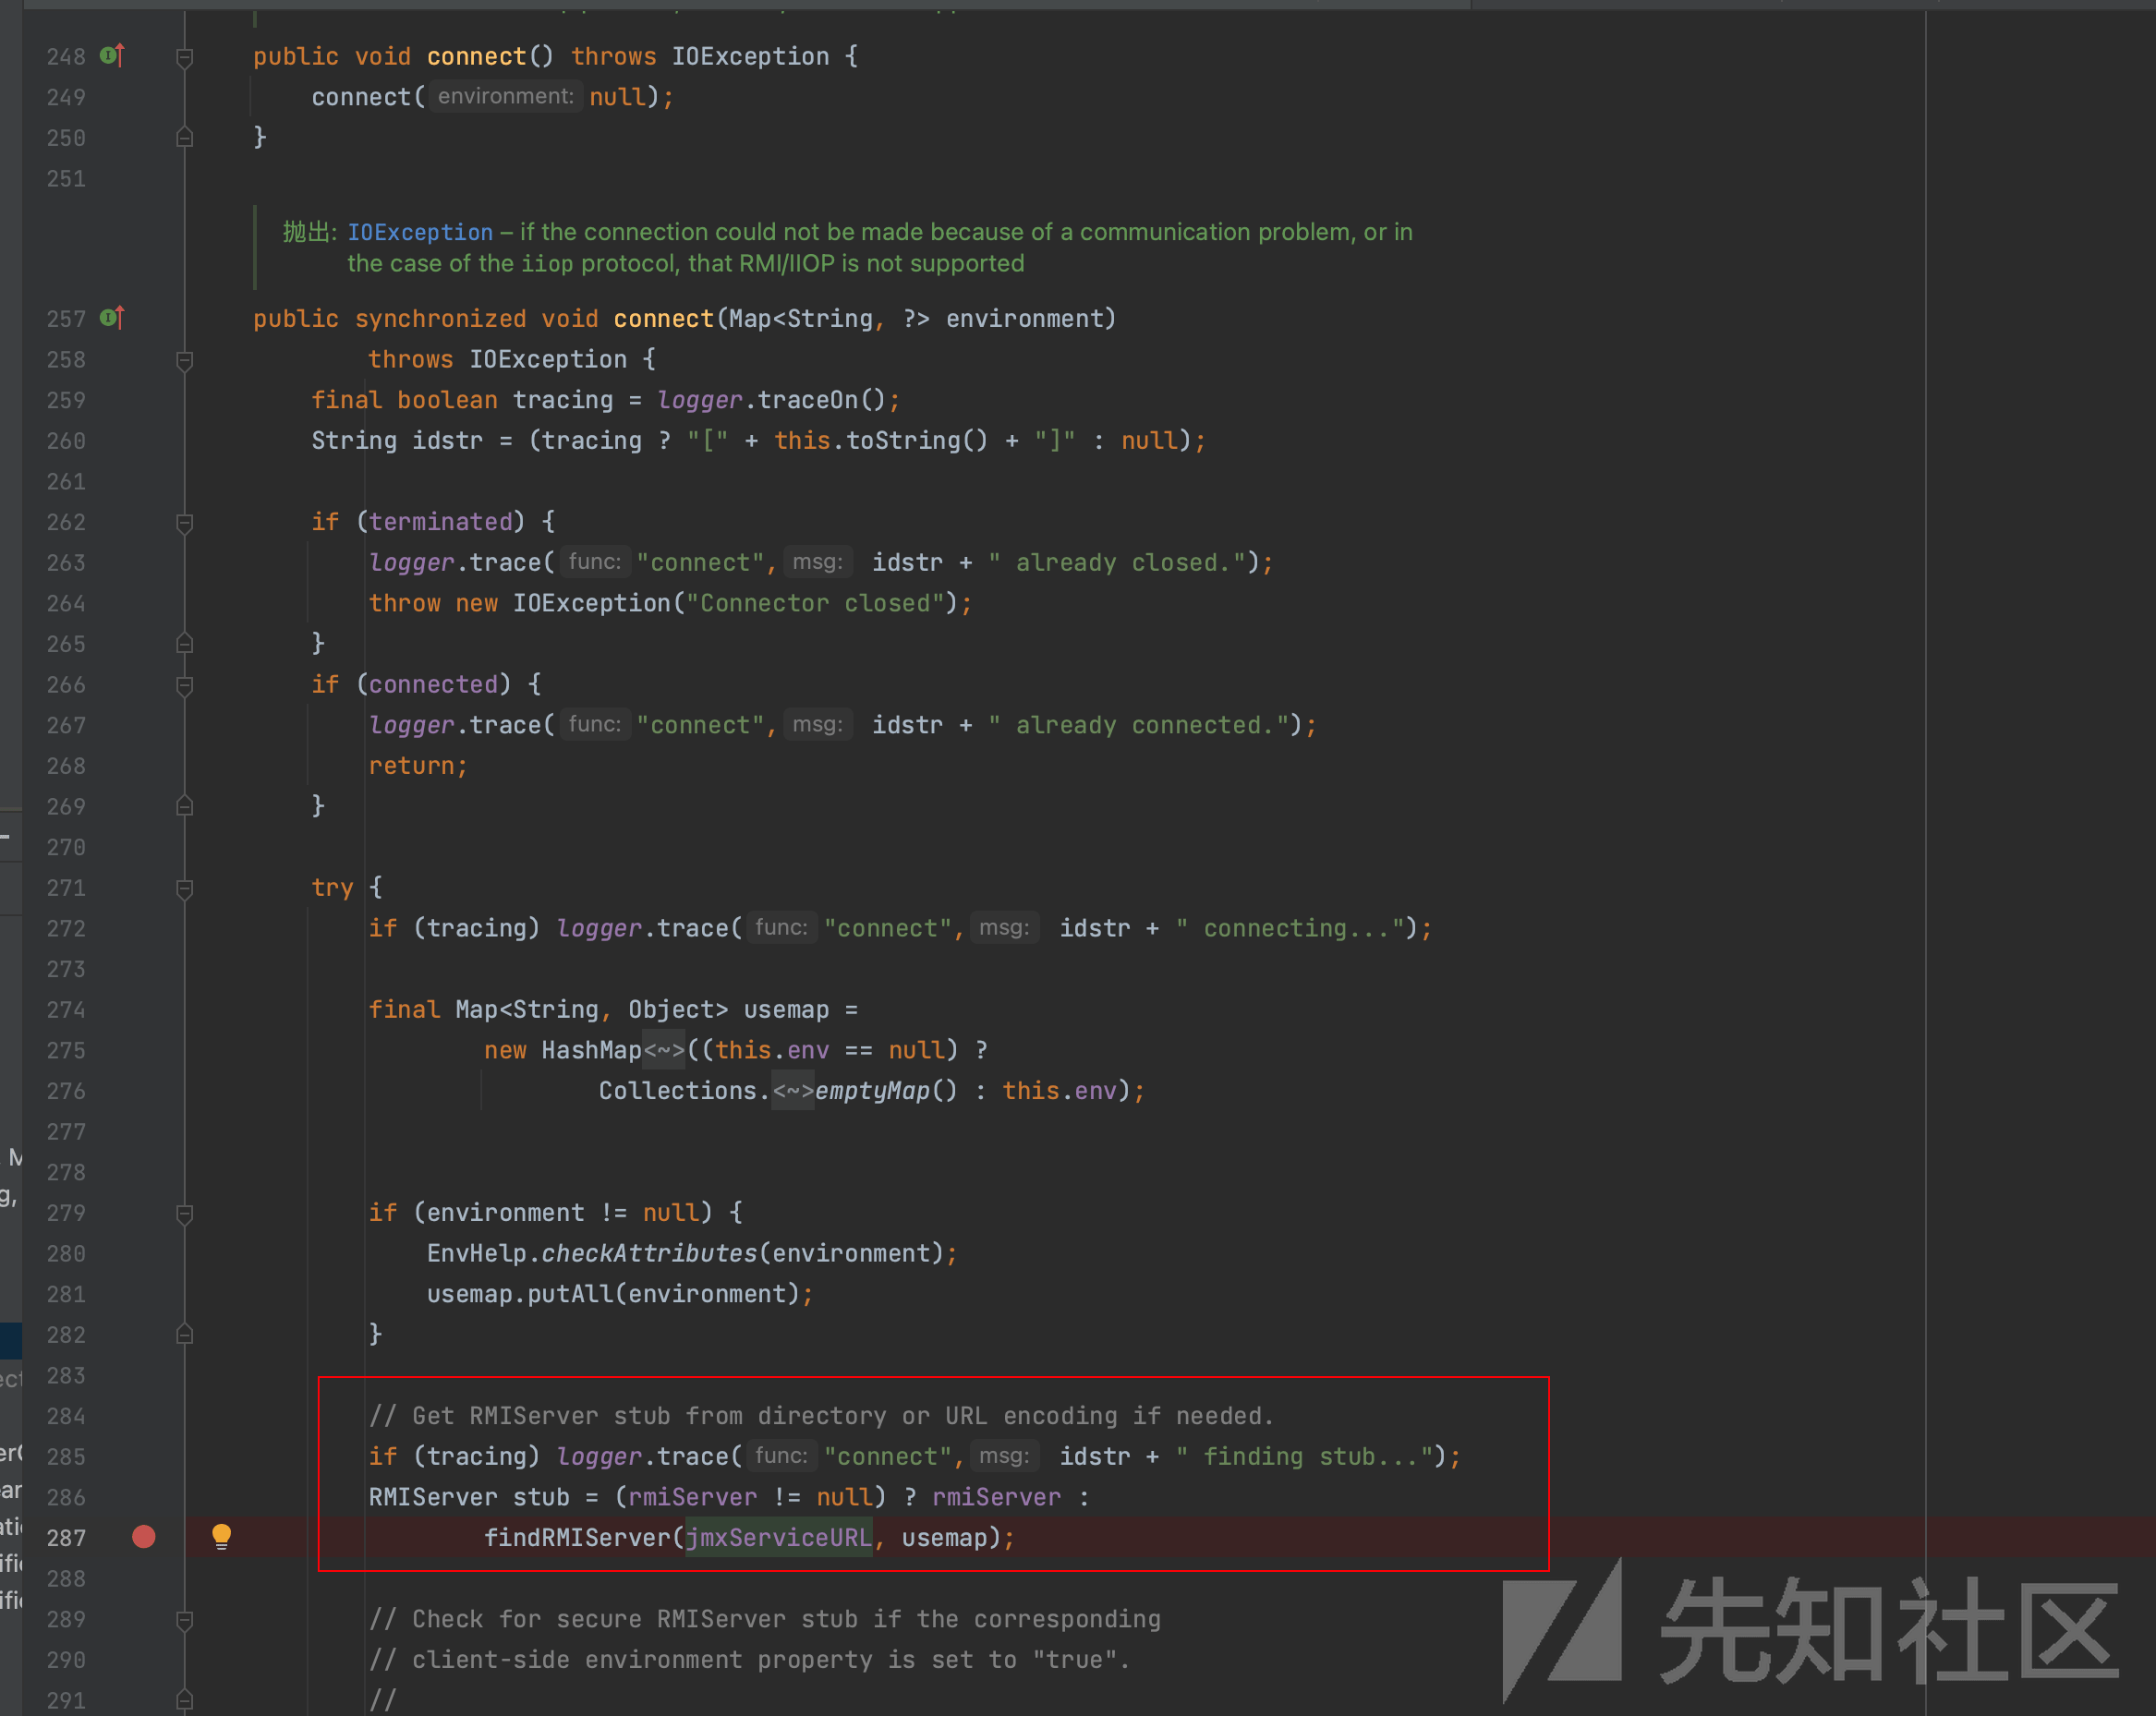 248 public void connect() throws IOException {
249 connect( environment: null);
250 }
251
抛出: IOException – if the connection could not be made because of a communication problem, or in
the case of the iiop protocol, that RMI/IIOP is not supported
257 public synchronized void connect(Map<String, ?> environment)
258 throws IOException {
259 final boolean tracing = logger.traceOn();
260 String idstr = (tracing ? "[" + this.toString() + "]" : null);
261
262 if (terminated) {
263 logger.trace( func: "connect", msg: idstr + " already closed.");
264 throw new IOException("Connector closed");
265 }
266 if (connected) {
267 logger.trace( func: "connect", msg: idstr + " already connected.");
268 return;
269 }
270
271 try {
272 if (tracing) logger.trace( func: "connect", msg: idstr + " connecting...");
273
274 final Map<String, Object> usemap =
275 new HashMap<~>((this.env == null) ?
276 Collections.<~>emptyMap() : this.env);
277
278
279 if (environment != null) {
280 EnvHelp.checkAttributes(environment);
281 usemap.putAll(environment);
282 }
283
284 // Get RMIServer stub from directory or URL encoding if needed.
285 if (tracing) logger.trace( func: "connect", msg: idstr + " finding stub...");
286 RMIServer stub = (rmiServer != null) ? rmiServer :
287 findRMIServer(jmxServiceURL, usemap);
288
289 // Check for secure RMIServer stub if the corresponding
290 // client-side environment property is set to "true".
291 //
先知社区